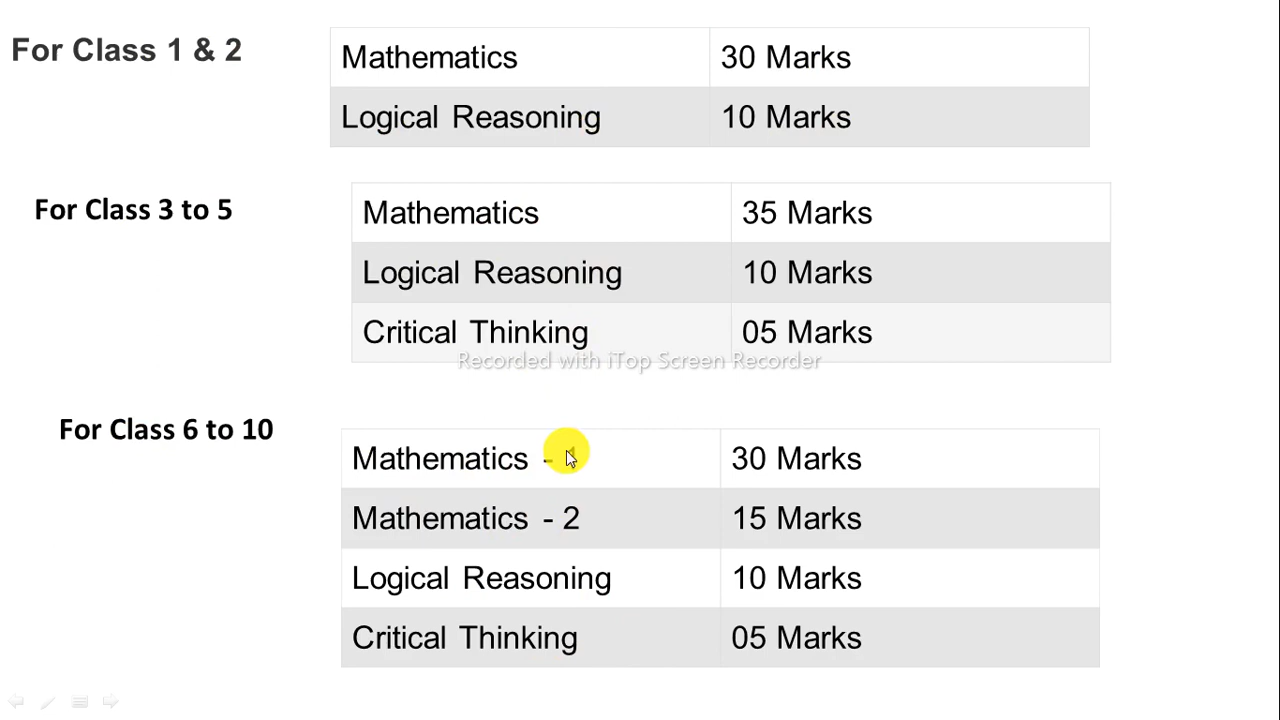 For Class 1 & 2
Mathematics 30 Marks
Logical Reasoning 10 Marks
For Class 3 to 5
Mathematics 35 Marks
Logical Reasoning 10 Marks
Critical Thinking 05 Marks
Recorded with iTop Screen Recorder
For Class 6 to 10
Mathematics - 30 Marks
Mathematics - 2 15 Marks
Logical Reasoning 10 Marks
Critical Thinking 05 Marks